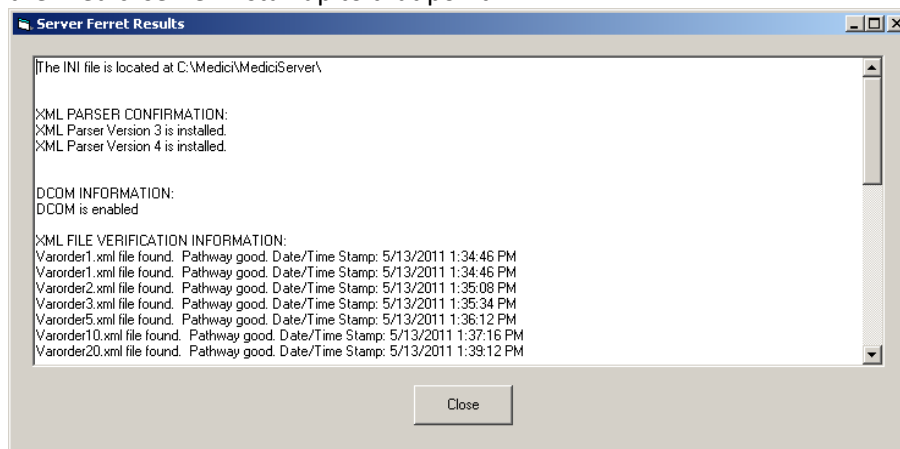 Server Ferret Results
The INI file is located at C:\Medici\MediciServer\
XML PARSER CONFIRMATION:
XML Parser Version 3 is installed.
XML Parser Version 4 is installed.
DCOM INFORMATION:
DCOM is enabled
XML FILE VERIFICATION INFORMATION:
Varorder1.xml file found.  Pathway good. Date/Time Stamp: 5/13/2011 1:34:46 PM
Varorder1.xml file found.  Pathway good. Date/Time Stamp: 5/13/2011 1:34:46 PM
Varorder2.xml file found.  Pathway good. Date/Time Stamp: 5/13/2011 1:35:08 PM
Varorder3.xml file found.  Pathway good. Date/Time Stamp: 5/13/2011 1:35:34 PM
Varorder5.xml file found.  Pathway good. Date/Time Stamp: 5/13/2011 1:36:12 PM
Varorder10.xml file found.  Pathway good. Date/Time Stamp: 5/13/2011 1:37:16 PM
Varorder20.xml file found.  Pathway good. Date/Time Stamp: 5/13/2011 1:39:12 PM
Close